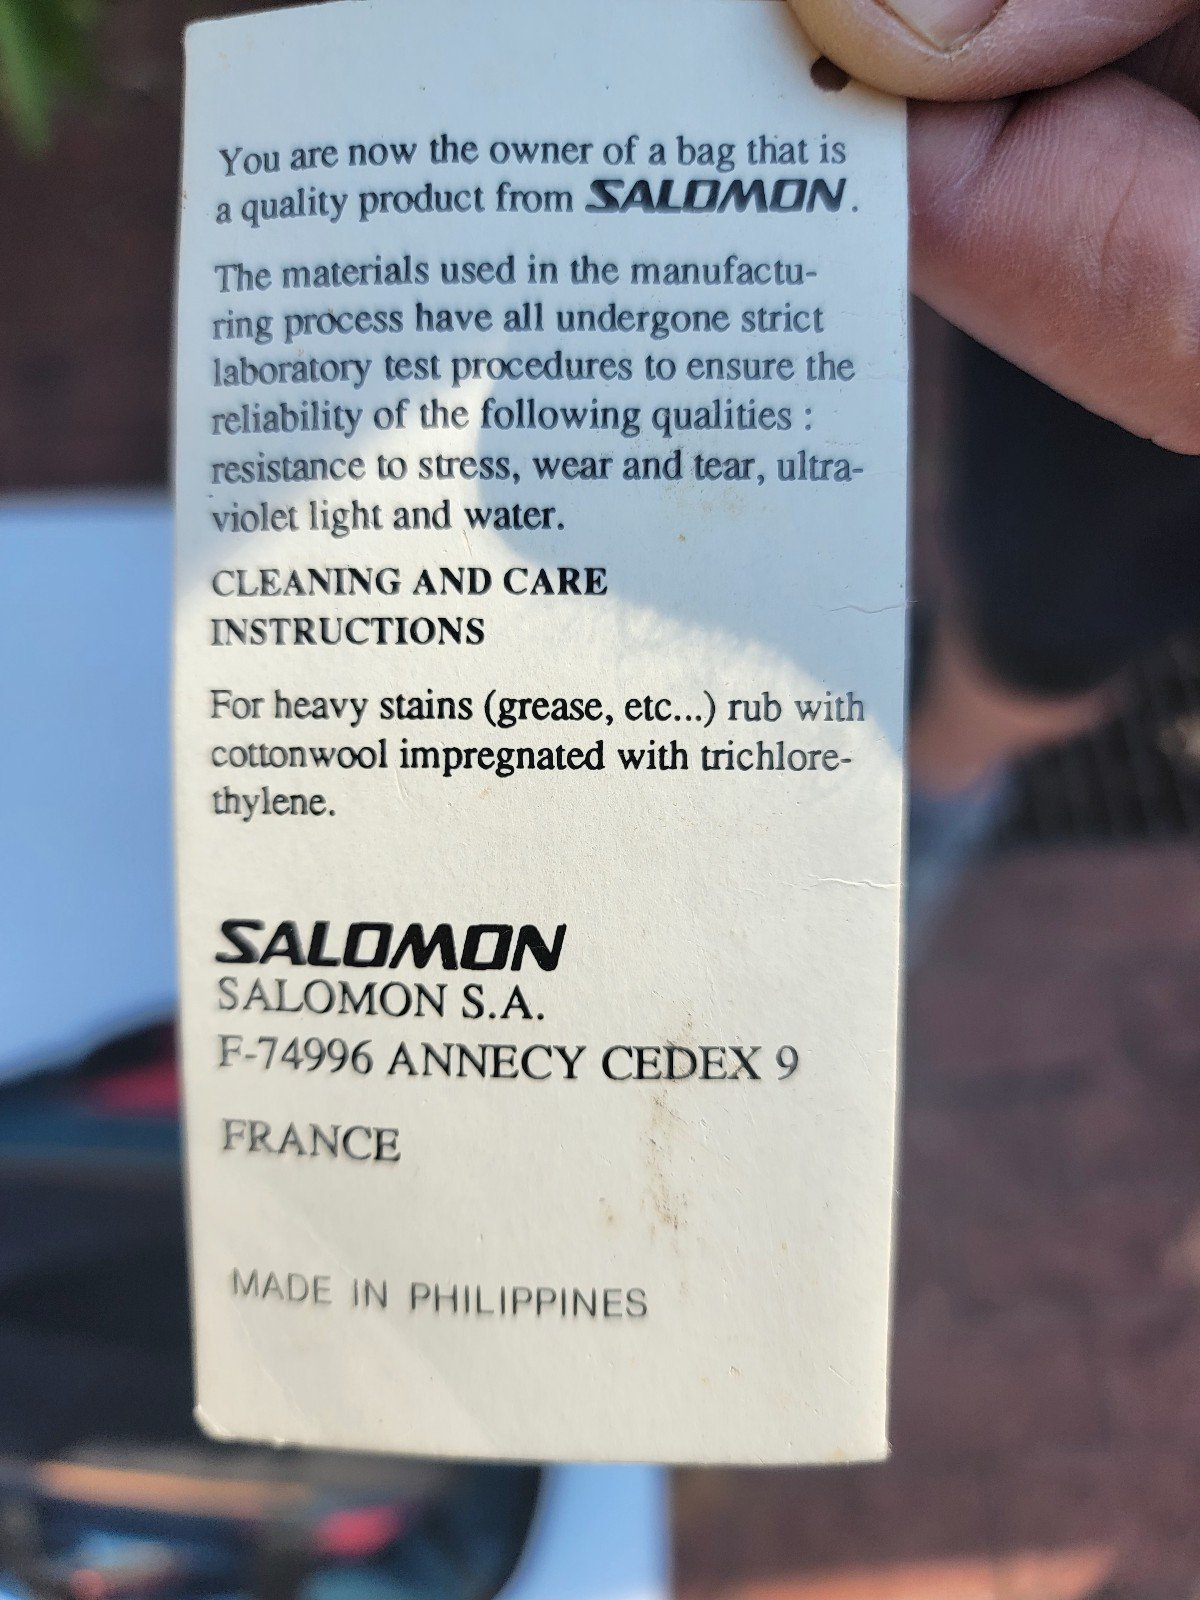 You are now the owner of a bag that is
a quality product from SALOMON.
The materials used in the manufactu-
ring process have all undergone strict
laboratory test procedures to ensure the
reliability of the following qualities :
resistance to stress, wear and tear, ultra-
violet light and water.
CLEANING AND CARE
INSTRUCTIONS
For heavy stains (grease, etc...) rub with
cottonwool impregnated with trichlore-
thylene.
SALOMON
SALOMON S.A.
F-74996 ANNECY CEDEX 9
FRANCE
MADE IN PHILIPPINES